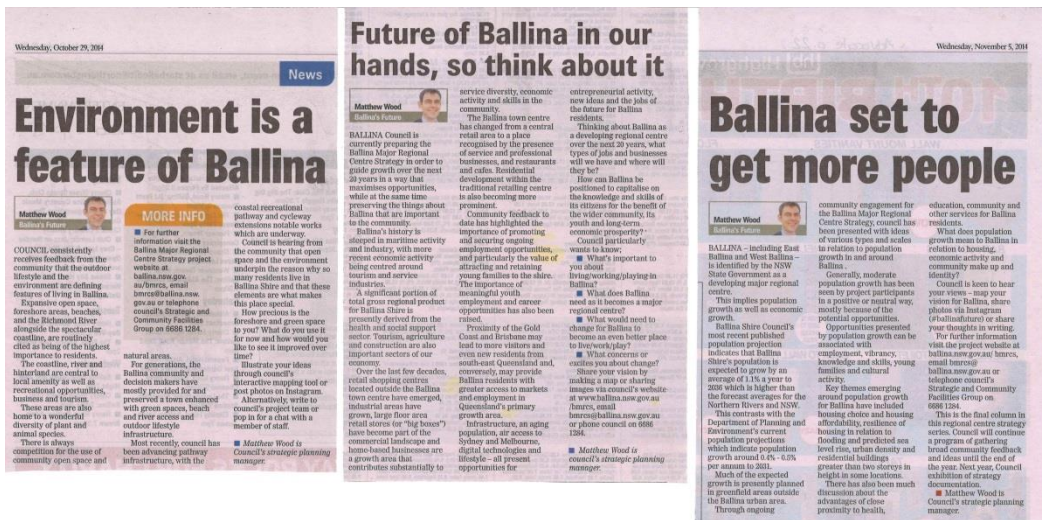 Wednesday, October 29, 2014
News
Environment is a
feature of Ballina
Matthew Wood
Ballina's Future
COUNCIL consistently
receives feedback from the
community that the outdoor
lifestyle and natural
environment are defining
features of living in Ballina.
Expansive open space,
foreshore areas, beaches,
and the Richmond River
alongside the spectacular
coastline, are routinely
cited as being of the highest
importance to residents.
The coastline, river and
hinterland are central to
local amenity as well as
recreational opportunities,
business and tourism.
These areas are also
home to a wonderful
diversity of plant and
animal species.
There is always
competition for the use of
community open space and
MORE INFO
■ For further
information visit the
Ballina Major Regional
Centre Strategy project
website at
ballina.nsw.gov.
au/bmrcs, email
bmrcs@ballina.nsw.
gov.au or telephone
council's Strategic and
Community Facilities
Group on 6686 1284.
natural areas.
For generations, the
Ballina community and
decision makers have
mostly provided for and
preserved a town enhanced
with green spaces, beach
and river access and
outdoor lifestyle
infrastructure.
Most recently, council has
been advancing pathway
infrastructure, with the
coastal recreational
pathway and cycleway
extensions notable works
which are underway.
Council is hearing from
the community that open
space and the environment
underpin the reason why so
many residents live in
Ballina Shire and that these
elements are what makes
this place special.
How precious is the
foreshore and green space
to you? What do you use it
for now and how would you
like to see it improved over
time?
Illustrate your ideas
through council's
interactive mapping tool or
post photos on Instagram.
Alternatively, write to
council's project team or
pop in for a chat with a
member of staff.
■ Matthew Wood is
Council's strategic planning
manager.
Future of Ballina in our
hands, so think about it
Matthew Wood
Ballina's Future
BALLINA Council is
currently preparing the
Ballina Major Regional
Centre Strategy in order to
guide growth over the next
20 years in a way that
maximises opportunities,
while at the same time
preserving the things about
Ballina that are important
to the community.
Ballina's history is
steeped in maritime activity
and industry, with more
recent economic activity
being centred around
tourism and service
industries.
A significant portion of
total gross regional product
for Ballina Shire is
presently derived from the
health and social support
sector. Tourism, agriculture
and construction are also
important sectors of our
economy.
Over the last few decades,
retail shopping centres
located outside the Ballina
town centre have emerged,
industrial areas have
grown, large floor area
retail stores (or "big boxes")
have become part of the
commercial landscape and
home-based businesses are
a growth area that
contributes substantially to
service diversity, economic
activity and skills in the
community.
The Ballina town centre
has changed from a central
retail area to a place
recognised by the presence
of service and professional
businesses, and restaurants
and cafes. Residential
development within the
traditional retailing centre
is also becoming more
prominent.
Community feedback to
date has highlighted the
importance of promoting
and securing ongoing
employment opportunities,
and particularly the value of
attracting and retaining
young families to the shire.
The importance of
meaningful youth
employment and career
opportunities has also been
raised.
Proximity of the Gold
Coast and Brisbane may
lead to more visitors and
even new residents from
south-east Queensland and,
conversely, may provide
Ballina residents with
greater access to markets
and employment in
Queensland's primary
growth area.
Infrastructure, an aging
population, air access to
Sydney and Melbourne,
digital technologies and
lifestyle – all present
opportunities for
entrepreneurial activity,
new ideas and the jobs of
the future for Ballina
residents.
Thinking about Ballina as
a developing regional centre
over the next 20 years, what
types of jobs and businesses
will we have and where will
they be?
How can Ballina be
positioned to capitalise on
the knowledge and skills of
its citizens for the benefit of
the wider community, its
youth and long-term
economic prosperity?
Council particularly
wants to know;
■ What's important to
you about
living/working/playing in
Ballina?
■ What does Ballina
need as it becomes a major
regional centre?
■ What would need to
change for Ballina to
become an even better place
to live/work/play?
■ What concerns or
excites you about change?
Share your vision by
making a map or sharing
images via council's website
at www.ballina.nsw.gov.au
/bmrcs, email
bmrcs@ballina.nsw.gov.au
or phone council on 6686
1284.
■ Matthew Wood is
council's strategic planning
manager.
Wednesday, November 5, 2014
Ballina set to
get more people
Matthew Wood
Ballina's Future
BALLINA – including East
Ballina and West Ballina –
is identified by the NSW
State Government as a
developing major regional
centre.
This implies population
growth as well as economic
growth.
Ballina Shire Council's
most recent published
population projection
indicates that Ballina
Shire's population is
expected to grow by an
average of 1.1% a year to
2036 which is higher than
the forecast averages for the
Northern Rivers and NSW.
This contrasts with the
Department of Planning and
Environment's current
population projections
which indicate population
growth around 0.4% - 0.5%
per annum to 2031.
Much of the expected
growth is presently planned
in greenfield areas outside
the Ballina urban area.
Through ongoing
community engagement for
the Ballina Major Regional
Centre Strategy, council has
been presented with ideas
of various types and scales
in relation to population
growth in and around
Ballina .
Generally, moderate
population growth has been
seen by project participants
in a positive or neutral way,
mostly because of the
potential opportunities.
Opportunities presented
by population growth can be
associated with
employment, vibrancy,
knowledge and skills, young
families and cultural
activity.
Key themes emerging
around population growth
for Ballina have included
housing choice and housing
affordability, resilience of
housing in relation to
flooding and predicted sea
level rise, urban density and
residential buildings
greater than two storeys in
height in some locations.
There has also been much
discussion about the
advantages of close
proximity to health,
education, community and
other services for Ballina
residents.
What does population
growth mean to Ballina in
relation to housing,
economic activity and
community make up and
identity?
Council is keen to hear
your views – map your
vision for Ballina, share
photos via Instagram
(#ballinafuture) or share
your thoughts in writing.
For further information
visit the project website at
ballina.nsw.gov.au/ bmrcs,
email bmrcs@
ballina.nsw.gov.au or
telephone council's
Strategic and Community
Facilities Group on
6686 1284.
This is the final column in
this regional centre strategy
series. Council will continue
a program of gathering
broad community feedback
and ideas until the end of
the year. Next year, Council
exhibition of strategy
documentation.
■ Matthew Wood is
Council's strategic planning
manager.